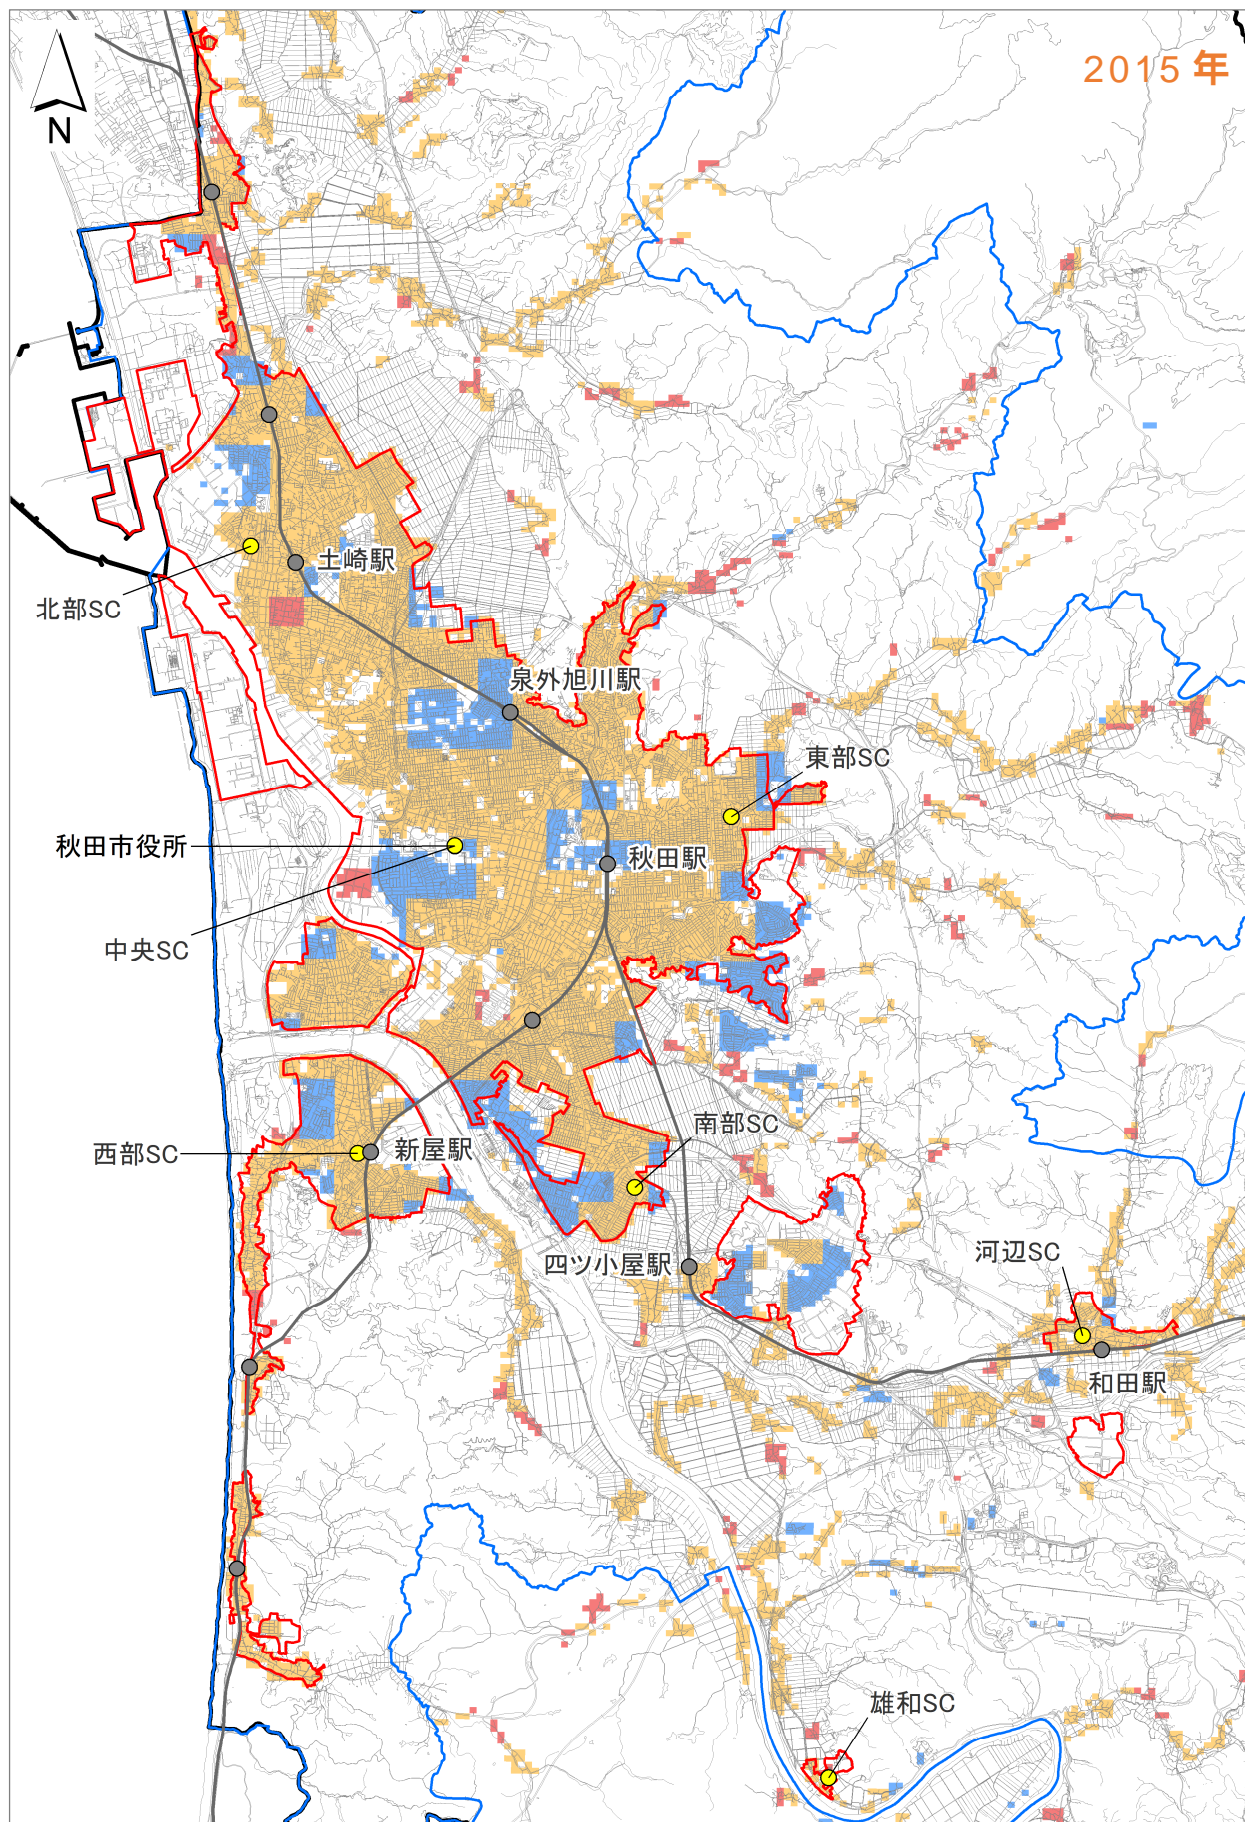 2015 年
N
土崎駅
北部SC
泉外旭川駅
東部SC
秋田市役所
秋田駅
中央SC
南部SC
西部SC
新屋駅
河辺SC
四ツ小屋駅
和田駅
雄和SC